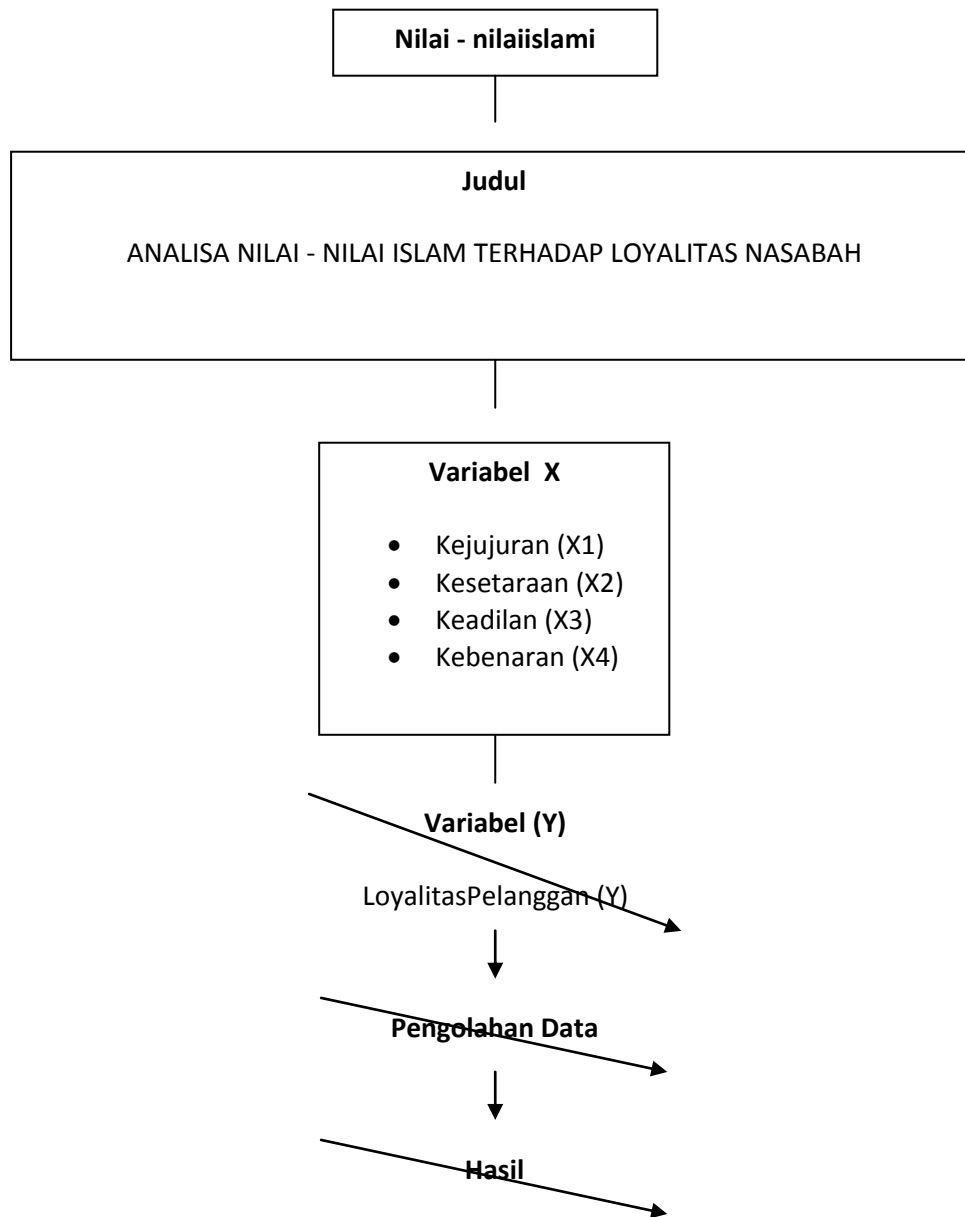 Nilai - nilaiislami
Judul
ANALISA NILAI - NILAI ISLAM TERHADAP LOYALITAS NASABAH
Variabel X
• Kejujuran (X1)
• Kesetaraan (X2)
• Keadilan (X3)
• Kebenaran (X4)
Variabel (Y)
LoyalitasPelanggan (Y)
Pengolahan Data
Hasil